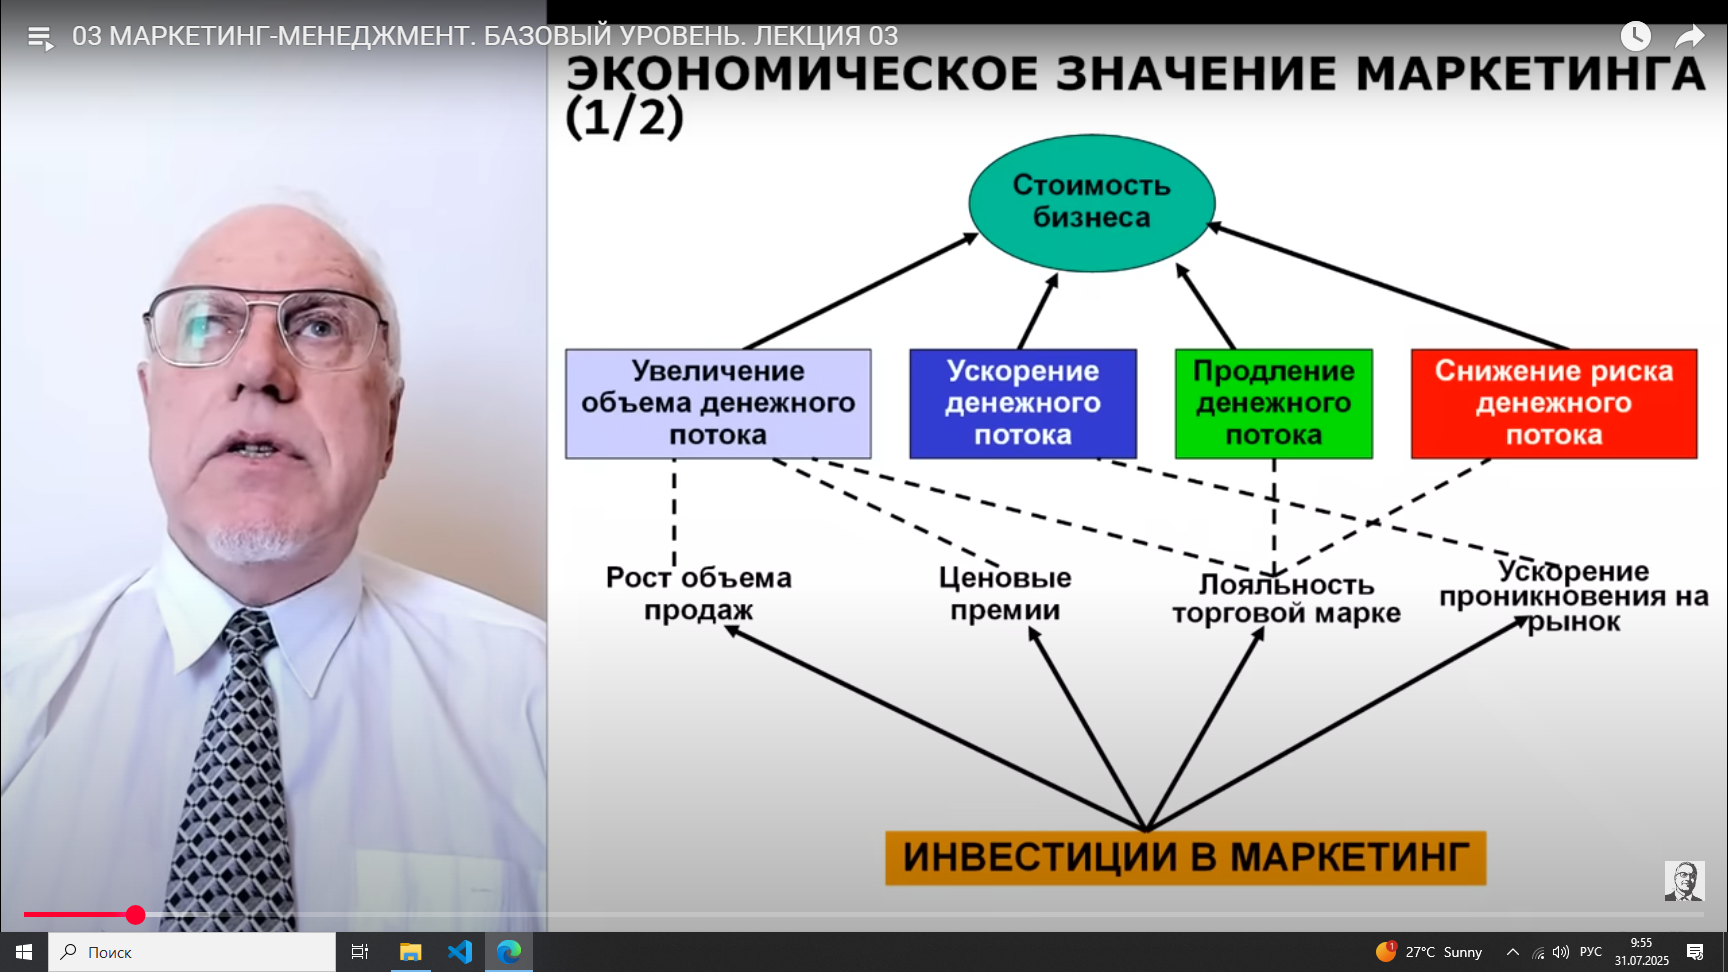 03 МАРКЕТИНГ-МЕНЕДЖМЕНТ. БАЗОВЫЙ УРОВЕНЬ. ЛЕКЦИЯ 03
ЭКОНОМИЧЕСКОЕ ЗНАЧЕНИЕ МАРКЕТИНГА
(1/2)
Стоимость
бизнеса
Увеличение
объема денежного
потока
Ускорение
денежного
потока
Продление
денежного
потока
Снижение риска
денежного
потока
Рост объема
продаж
Ценовые
премии
Лояльность
торговой марке
Ускорение
проникновения на
рынок
ИНВЕСТИЦИИ В МАРКЕТИНГ
Поиск
1
27°C Sunny
РУС
9:55
31.07.2025